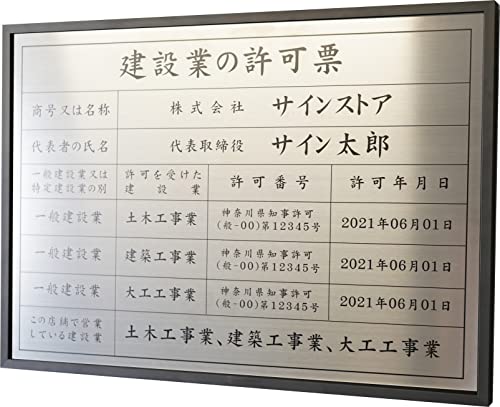 建設業の許可票
商号又は名称 株式会社 サインストア
代表者の氏名 代表取締役 サイン太郎
一般建設業又は
特定建設業の別
許可を受けた
建設業
許可番号
許可年月日
一般建設業
土木工事業
神奈川県知事許可
(般-00)第12345号
2021年06月01日
一般建設業
建築工事業
神奈川県知事許可
(般-00)第12345号
2021年06月01日
一般建設業
大工工事業
神奈川県知事許可
(般-00)第12345号
2021年06月01日
この店舗で営業
している建設業
土木工事業、建築工事業、大工工事業